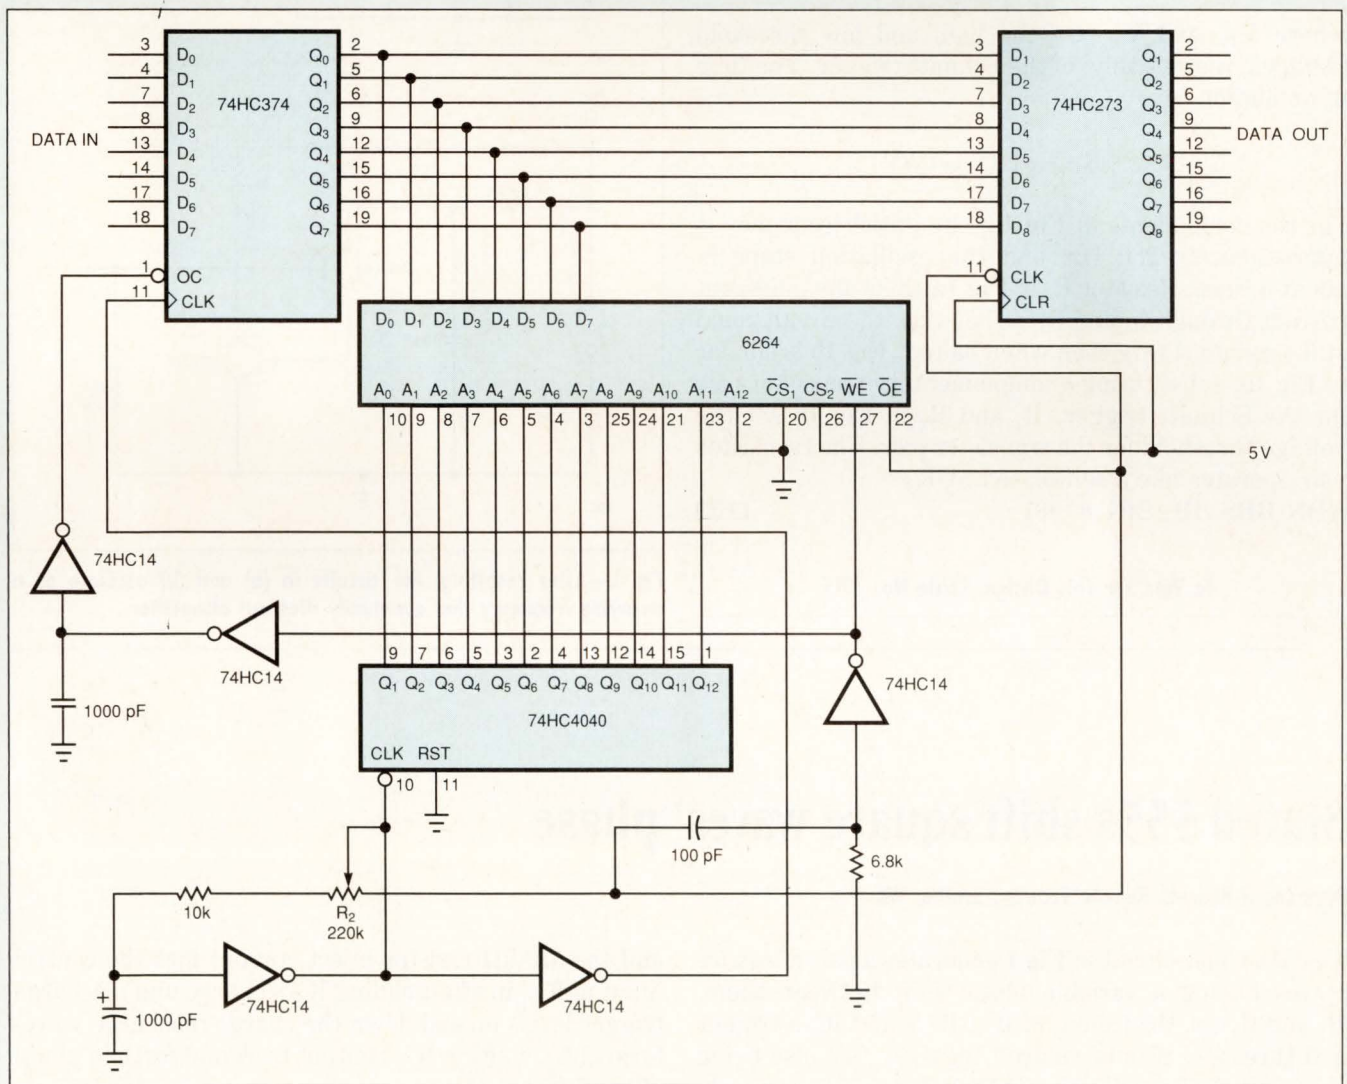 3 D0 Q0 2
4 D1 Q1 5
7 D2 74HC374 Q2 6
8 D3 Q3 9
DATA IN
13 D4 Q4 12
14 D5 Q5 15
17 D6 Q6 16
18 D7 Q7 19
1 OC
11 CLK
3 D1 Q1 2
4 D2 Q2 5
7 D3 74HC273 Q3 6
8 D4 Q4 9
DATA OUT
13 D5 Q5 12
14 D6 Q6 15
17 D7 Q7 16
18 D8 Q8 19
11 CLK
1 CLR
D0 D1 D2 D3 D4 D5 D6 D7
6264
A0 A1 A2 A3 A4 A5 A6 A7 A8 A9 A10 A11 A12 C̅S̅1 CS2 W̅E̅ O̅E̅
10 9 8 7 6 5 4 3 25 24 21 23 2 20 26 27 22
5V
74HC14
74HC14
74HC14
1000 pF
9 7 6 5 3 2 4 13 12 14 15 1
Q1 Q2 Q3 Q4 Q5 Q6 Q7 Q8 Q9 Q10 Q11 Q12
74HC4040
CLK RST
10 11
100 pF
6.8k
10k
R2
220k
74HC14
74HC14
+
1000 pF